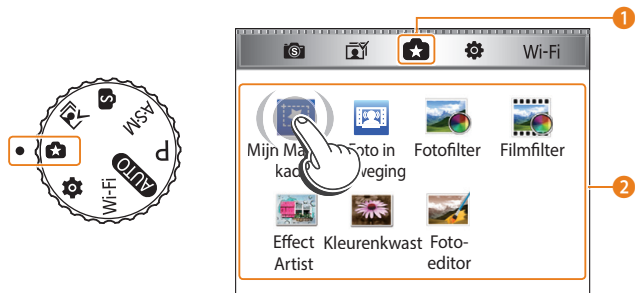 1
S
Wi-Fi
S
ASM
P
AUTO
Wi-Fi
Foto in
Fotofilter
Filmfilter
kad
weging
2
Effect
Artist
Kleurenkwast
Foto-
editor
Mijn Ma